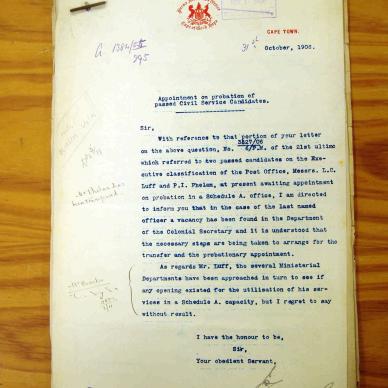 CAPE TOWN.
A 1382/
295
31st October, 1906.
Appointment on probation of
passed Civil Service Candidates.
Sir,
With reference to that portion of your letter
3827/06
on the above question, No. of the 21st ultimo
which referred to two passed candidates on the Exe-
cutive classification of the Post Office, Messrs. L.C.
Luff and P.I. Phelan, at present awaiting appointment
on probation in a Schedule A. office, I am directed
to inform you that in the case of the last named
officer a vacancy has been found in the Department
of the Colonial Secretary and it is understood that
the necessary steps are being taken to arrange for the
transfer and the probationary appointment.
As regards Mr. Luff, the several Ministerial
Departments have been approached in turn to see if
any opening existed for the utilisation of his ser-
vices in a Schedule A. capacity, but I regret to say
without result.
I have the honour to be,
Sir,
Your obedient Servant,